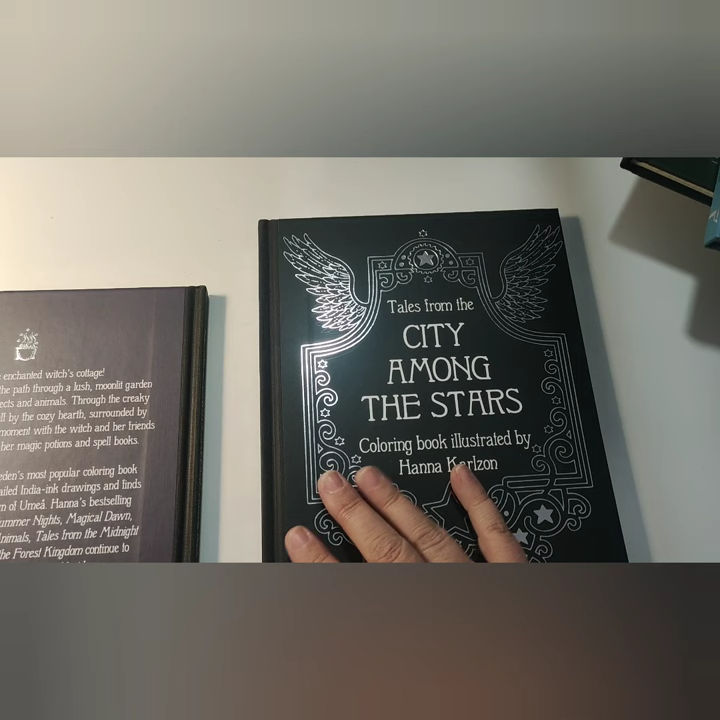 enchanted witch's cottage!
the path through a lush, moonlit garden
ects and animals. Through the creaky
ll by the cozy hearth, surrounded by
moment with the witch and her friends
her magic potions and spell books.
eden's most popular coloring book
ailed India-ink drawings and finds
n of Umeå. Hanna's bestselling
ummer Nights, Magical Dawn,
nimals, Tales from the Midnight
the Forest Kingdom continue to
Tales from the
CITY
AMONG
THE STARS
Coloring book illustrated by
Hanna Karlzon